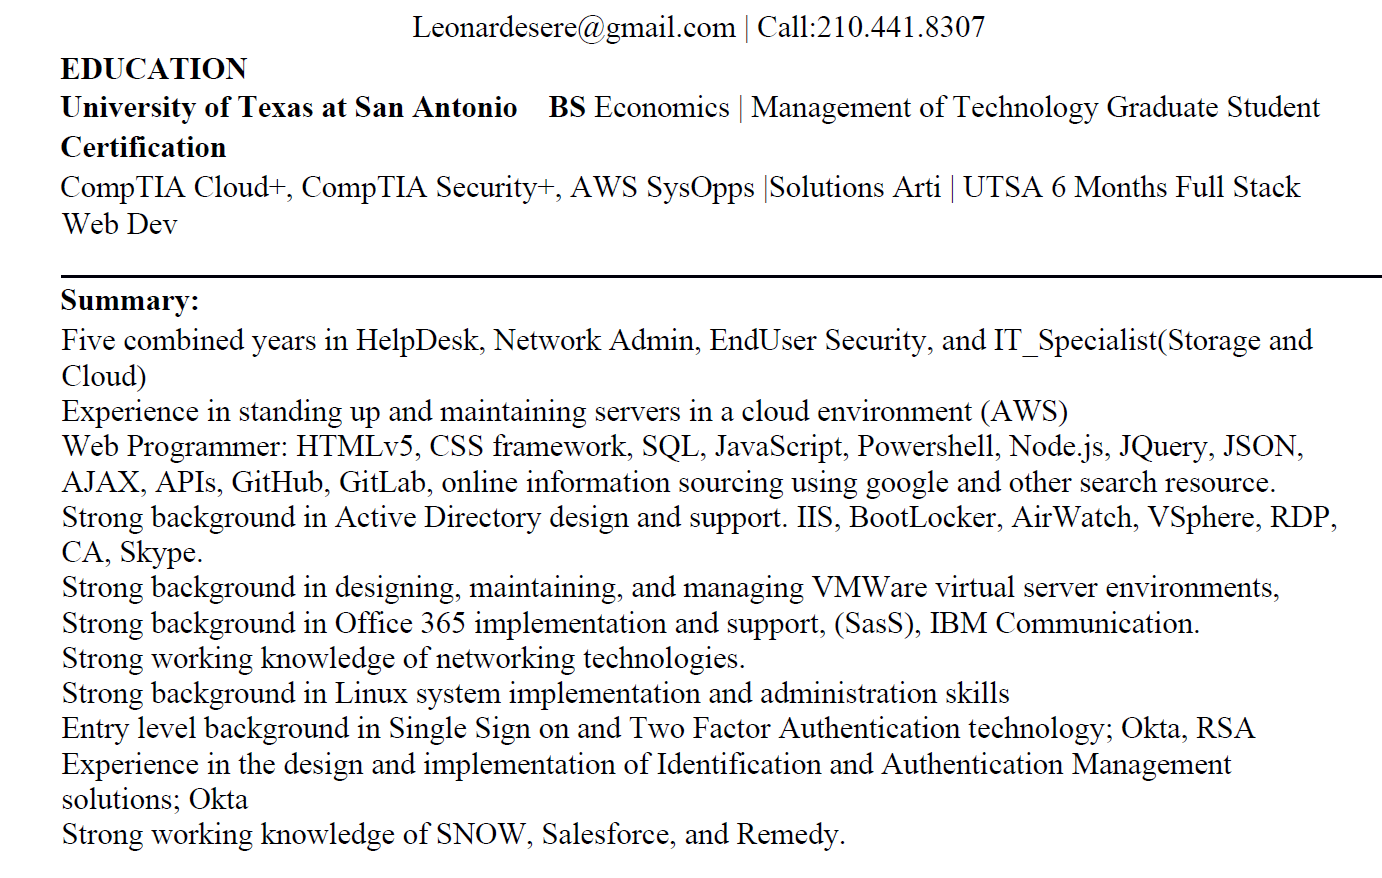 Leonardesere@gmail.com | Call:210.441.8307
EDUCATION
University of Texas at San Antonio BS Economics | Management of Technology Graduate Student
Certification
CompTIA Cloud+, CompTIA Security+, AWS SysOpps |Solutions Arti | UTSA 6 Months Full Stack
Web Dev
Summary:
Five combined years in HelpDesk, Network Admin, EndUser Security, and IT_Specialist(Storage and
Cloud)
Experience in standing up and maintaining servers in a cloud environment (AWS)
Web Programmer: HTMLv5, CSS framework, SQL, JavaScript, Powershell, Node.js, JQuery, JSON,
AJAX, APIs, GitHub, GitLab, online information sourcing using google and other search resource.
Strong background in Active Directory design and support. IIS, BootLocker, AirWatch, VSphere, RDP,
CA, Skype.
Strong background in designing, maintaining, and managing VMWare virtual server environments,
Strong background in Office 365 implementation and support, (SasS), IBM Communication.
Strong working knowledge of networking technologies.
Strong background in Linux system implementation and administration skills
Entry level background in Single Sign on and Two Factor Authentication technology; Okta, RSA
Experience in the design and implementation of Identification and Authentication Management
solutions; Okta
Strong working knowledge of SNOW, Salesforce, and Remedy.